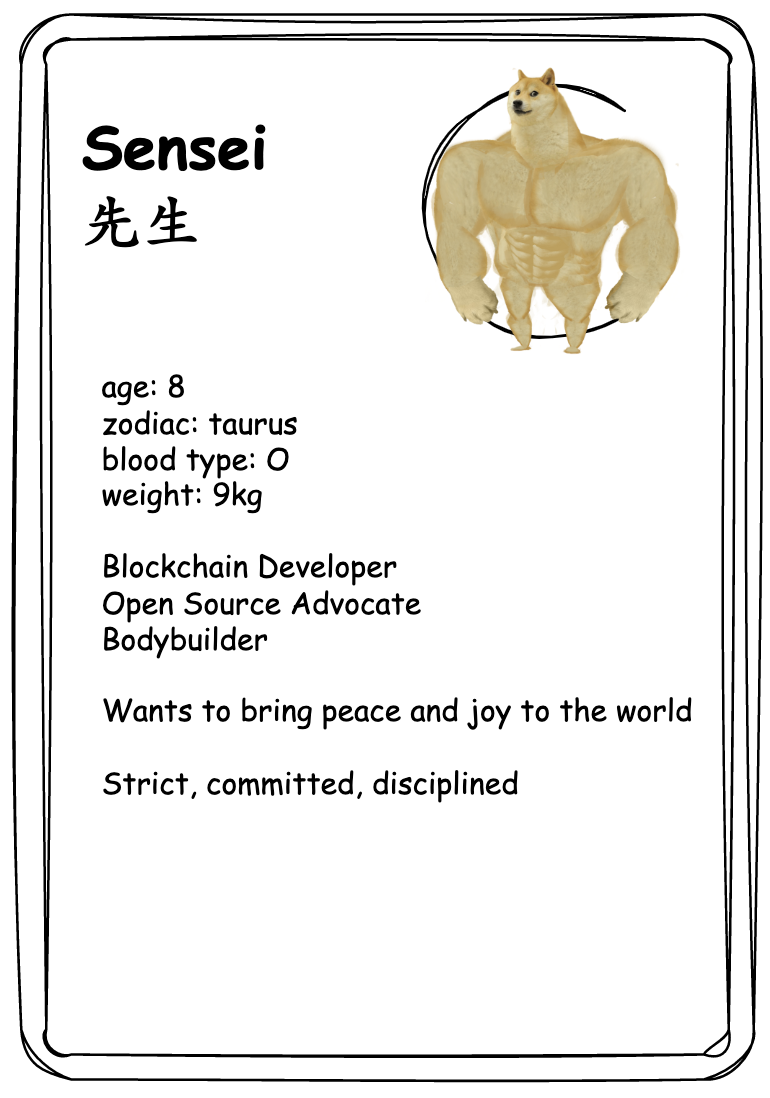 Sensei
先生
age: 8
zodiac: taurus
blood type: O
weight: 9kg
Blockchain Developer
Open Source Advocate
Bodybuilder
Wants to bring peace and joy to the world
Strict, committed, disciplined